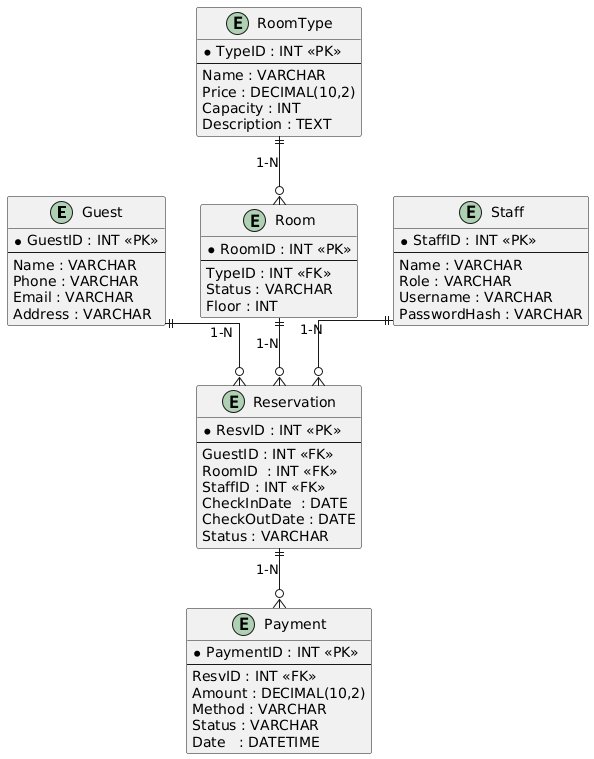 E RoomType
* TypeID : INT «PK»
Name : VARCHAR
Price : DECIMAL(10,2)
Capacity : INT
Description : TEXT
1-N
E Guest
* GuestID : INT «PK»
Name : VARCHAR
Phone : VARCHAR
Email : VARCHAR
Address : VARCHAR
E Room
* RoomID : INT «PK»
TypeID : INT «FK»
Status : VARCHAR
Floor : INT
E Staff
* StaffID : INT «PK»
Name : VARCHAR
Role : VARCHAR
Username : VARCHAR
PasswordHash : VARCHAR
1-N
1-N
1-N
E Reservation
* ResvID : INT «PK»
GuestID : INT «FK»
RoomID  : INT «FK»
StaffID : INT «FK»
CheckInDate  : DATE
CheckOutDate : DATE
Status : VARCHAR
1-N
E Payment
* PaymentID : INT «PK»
ResvID : INT «FK»
Amount : DECIMAL(10,2)
Method : VARCHAR
Status : VARCHAR
Date   : DATETIME